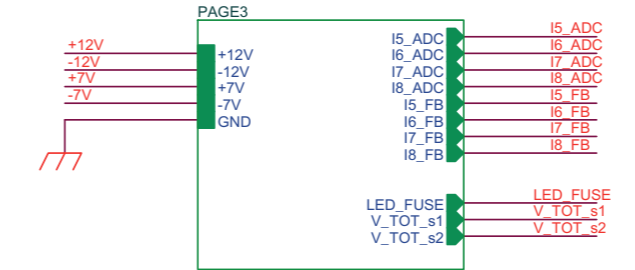 PAGE3
+12V
-12V
+7V
-7V
+12V
-12V
+7V
-7V
GND
I5_ADC
I6_ADC
I7_ADC
I8_ADC
I5_FB
I6_FB
I7_FB
I8_FB
LED_FUSE
V_TOT_s1
V_TOT_s2
I5_ADC
I6_ADC
I7_ADC
I8_ADC
I5_FB
I6_FB
I7_FB
I8_FB
LED_FUSE
V_TOT_s1
V_TOT_s2